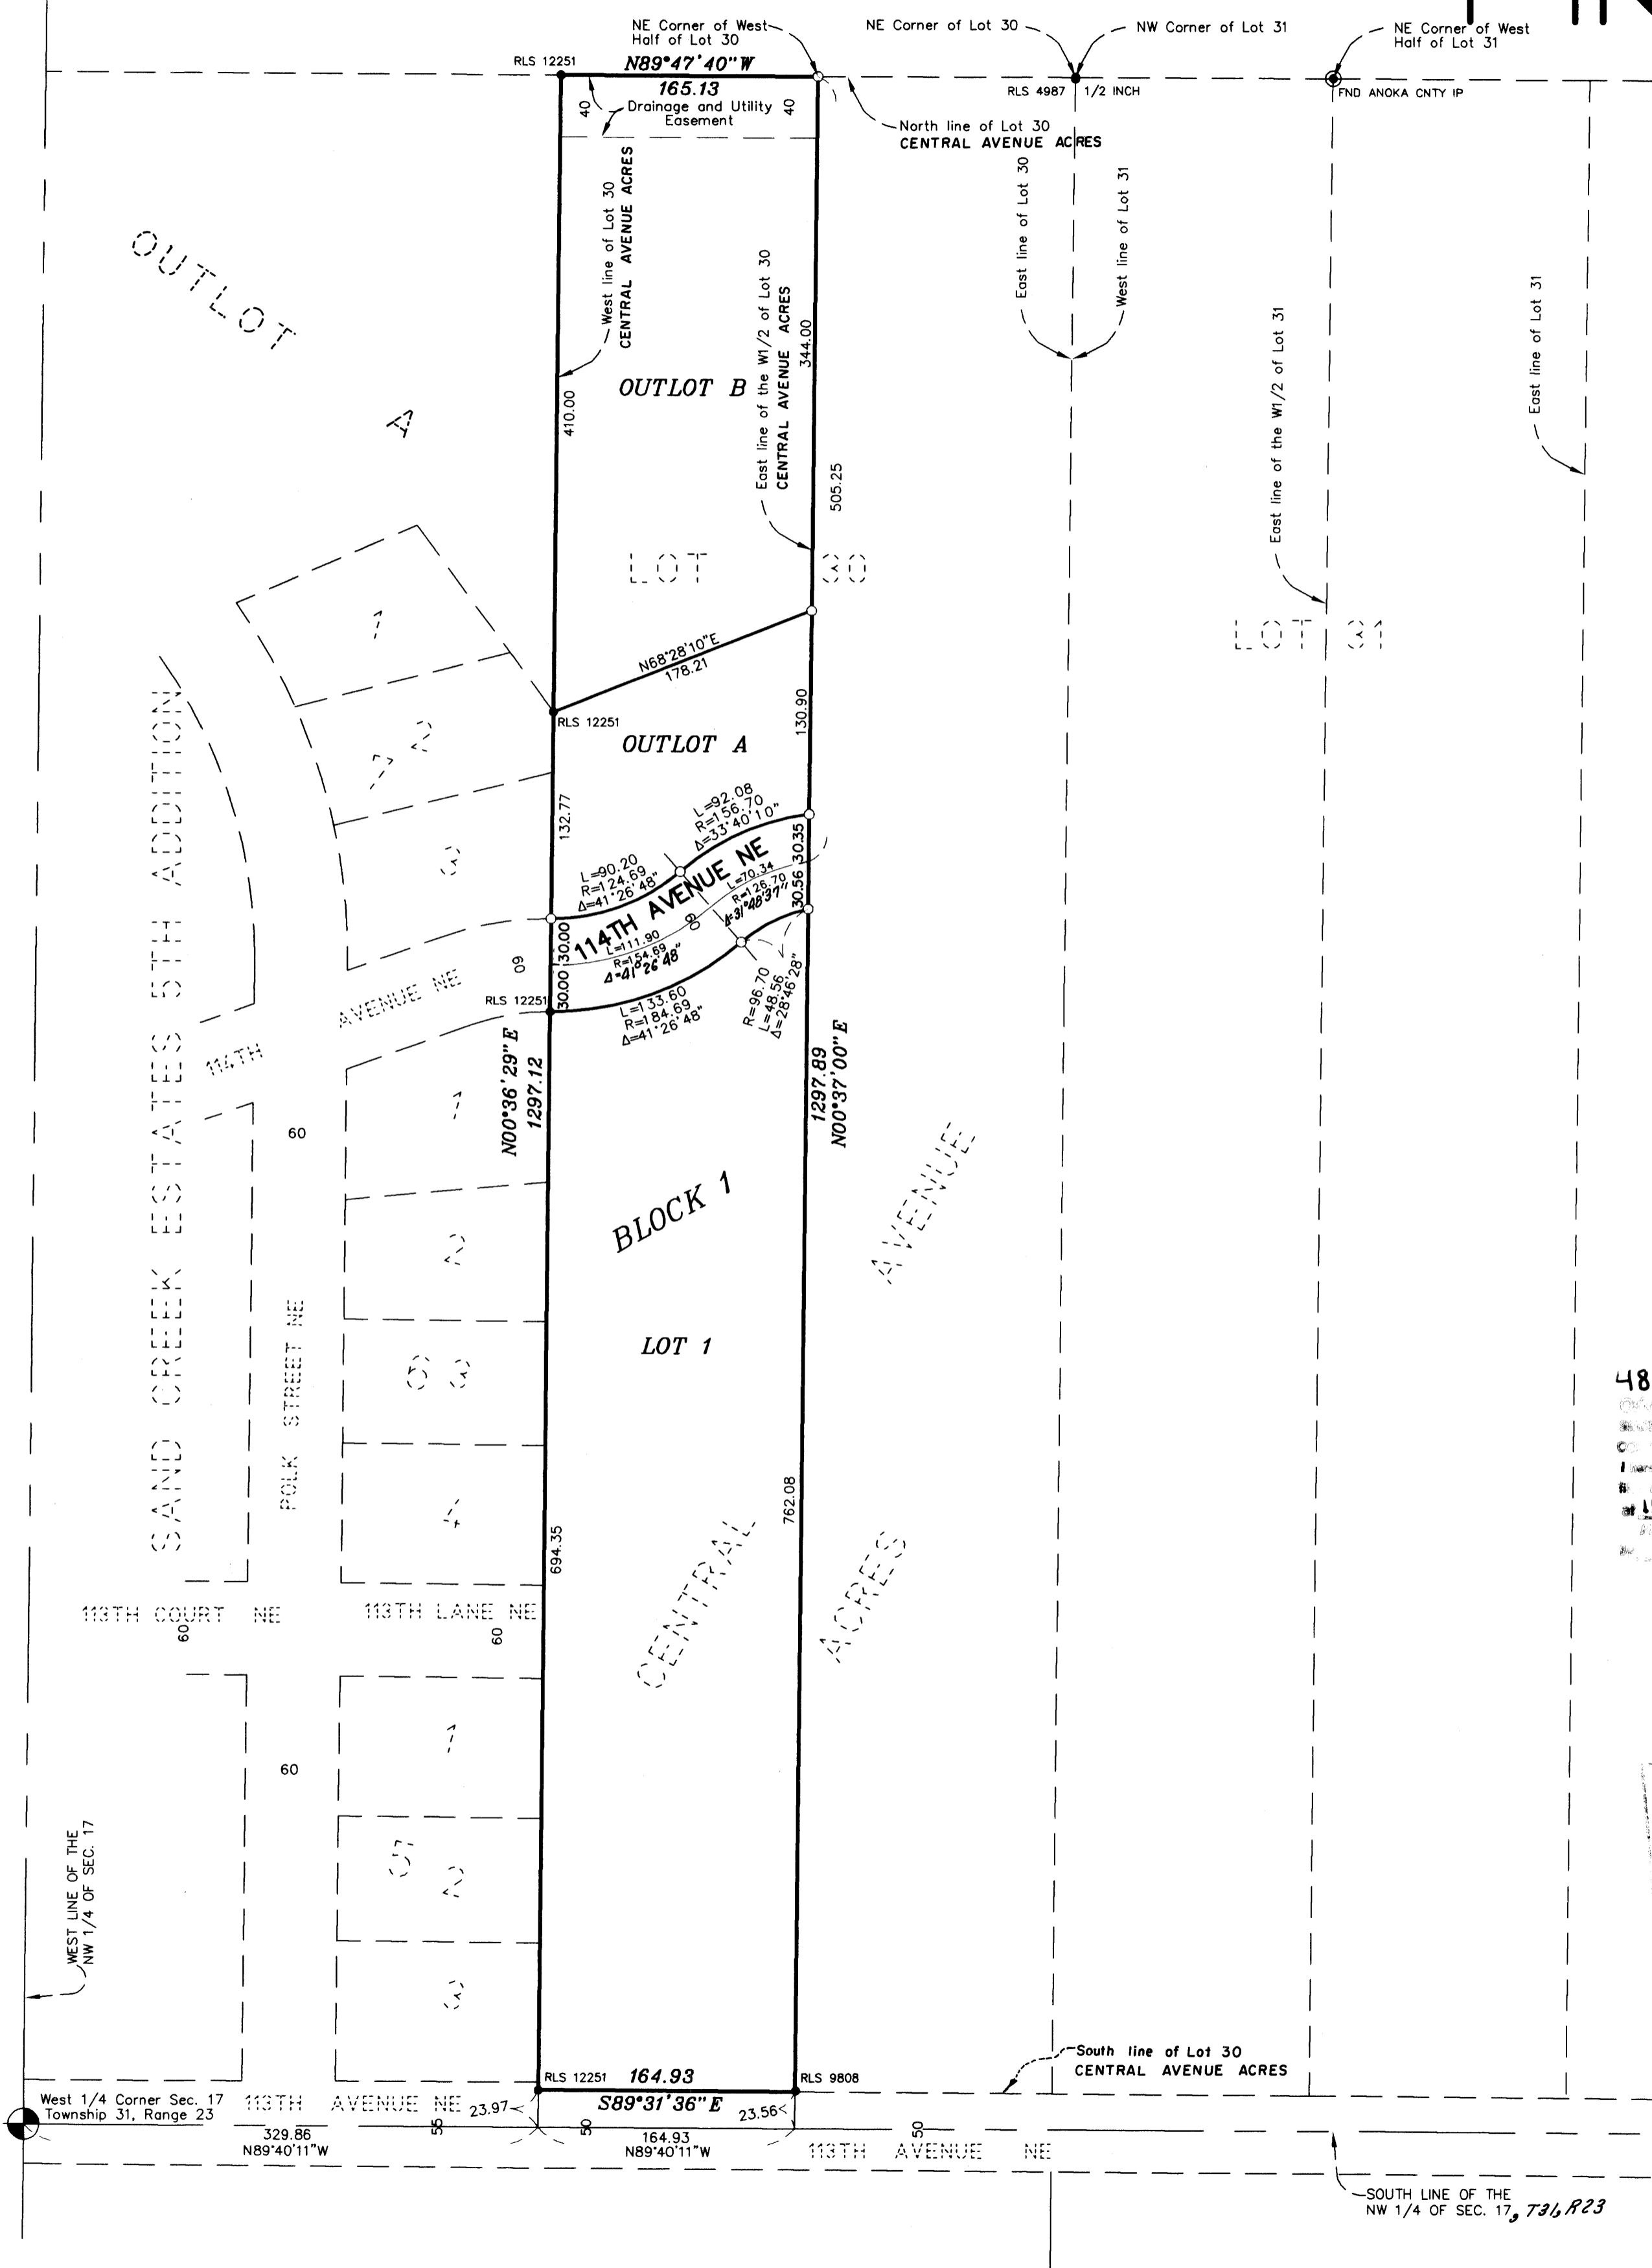 NE Corner of West
Half of Lot 30
NE Corner of Lot 30
NW Corner of Lot 31
NE Corner of West
Half of Lot 31
RLS 12251
N89°47'40"W
165.13
40
Drainage and Utility
Easement
40
RLS 4987
1/2 INCH
FND ANOKA CNTY IP
North line of Lot 30
CENTRAL AVENUE ACRES
West line of Lot 30
CENTRAL AVENUE ACRES
East line of Lot 30
West line of Lot 31
OUTLOT
A
East line of the W1/2 of Lot 30
CENTRAL AVENUE ACRES
344.00
East line of the W1/2 of Lot 31
East line of Lot 31
OUTLOT B
410.00
505.25
LOT 30
LOT 31
1
N68°28'10"E
178.21
RLS 12251
130.90
OUTLOT A
2
7
132.77
3
L=92.08
R=156.70
Δ=33°40'10"
L=90.20
R=124.69
Δ=41°26'48"
30.35
30.56
114TH AVENUE NE
L=70.34
R=126.70
Δ=31°48'37"
60
L=111.90
R=154.69
Δ=41°26'48"
30.00
30.00
60
114TH AVENUE NE
RLS 12251
L=133.60
R=184.69
Δ=41°26'48"
R=96.70
L=48.56
Δ=28°46'28"
SAND CREEK ESTATES 5TH ADDITION
N00°36'29"E
1297.12
1297.89
N00°37'00"E
1
60
2
BLOCK 1
LOT 1
6
3
POLK STREET NE
4
694.35
762.08
CENTRAL AVENUE ACRES
48
113TH COURT NE
60
113TH LANE NE
60
1
60
5
2
3
WEST LINE OF THE
NW 1/4 OF SEC. 17
RLS 12251
164.93
S89°31'36"E
RLS 9808
South line of Lot 30
CENTRAL AVENUE ACRES
West 1/4 Corner Sec. 17
Township 31, Range 23
113TH AVENUE NE
23.97
23.56
329.86
N89°40'11"W
55
50
164.93
N89°40'11"W
50
113TH AVENUE NE
SOUTH LINE OF THE
NW 1/4 OF SEC. 17, T31, R23